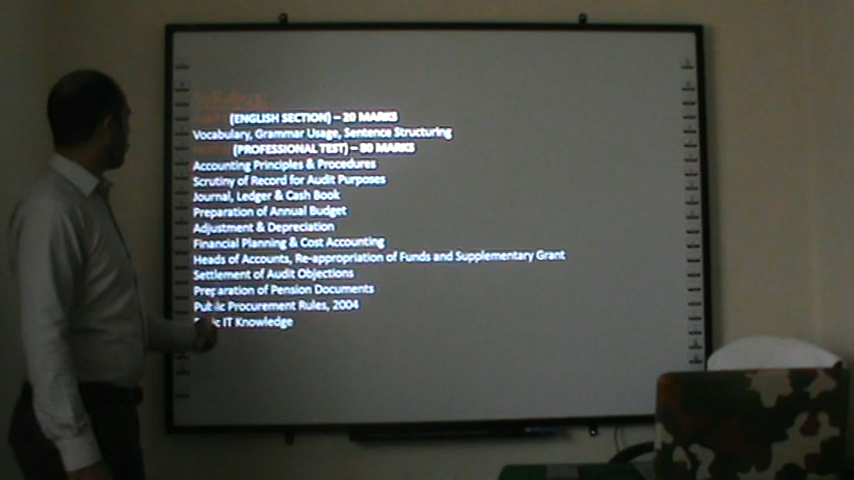 Syllabus:
(ENGLISH SECTION) – 20 MARKS
Vocabulary, Grammar Usage, Sentence Structuring
(PROFESSIONAL TEST) – 80 MARKS
Accounting Principles & Procedures
Scrutiny of Record for Audit Purposes
Journal, Ledger & Cash Book
Preparation of Annual Budget
Adjustment & Depreciation
Financial Planning & Cost Accounting
Heads of Accounts, Re-appropriation of Funds and Supplementary Grant
Settlement of Audit Objections
Preparation of Pension Documents
Public Procurement Rules, 2004
IT Knowledge